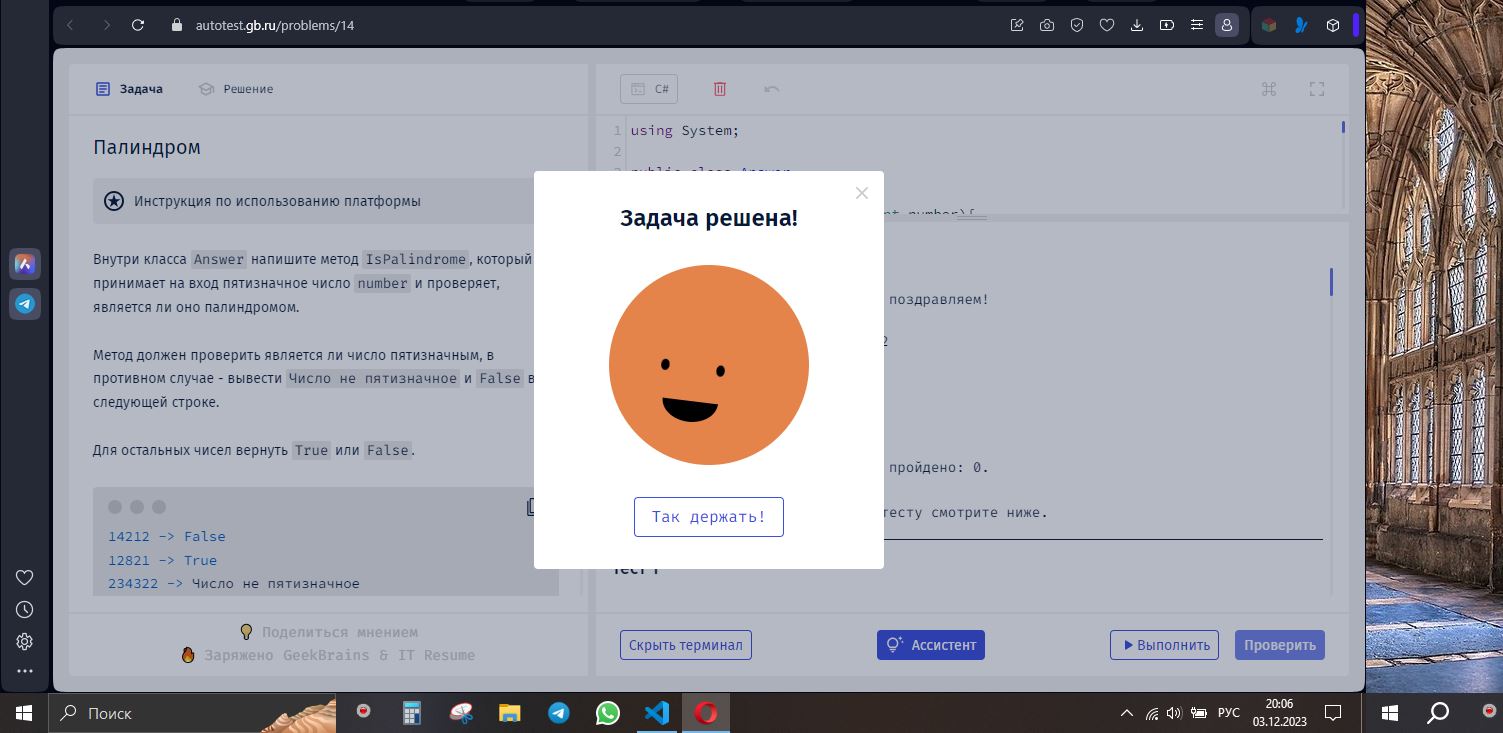 autotest.gb.ru/problems/14
Задача
Решение
Палиндром
Инструкция по использованию платформы
Внутри класса Answer напишите метод IsPalindrome, который
принимает на вход пятизначное число number и проверяет,
является ли оно палиндромом.
Метод должен проверить является ли число пятизначным, в
противном случае - вывести Число не пятизначное и False в
следующей строке.
Для остальных чисел вернуть True или False.
14212 -> False
12821 -> True
234322 -> Число не пятизначное
Поделиться мнением
Заряжено GeekBrains & IT Resume
C#
1 using System;
2
public class Answer
number){
Задача решена!
Так держать!
поздравляем!
2
пройдено: 0.
тесту смотрите ниже.
Тест 1
Скрыть терминал
Ассистент
Выполнить
Проверить
Поиск
РУС
20:06
03.12.2023